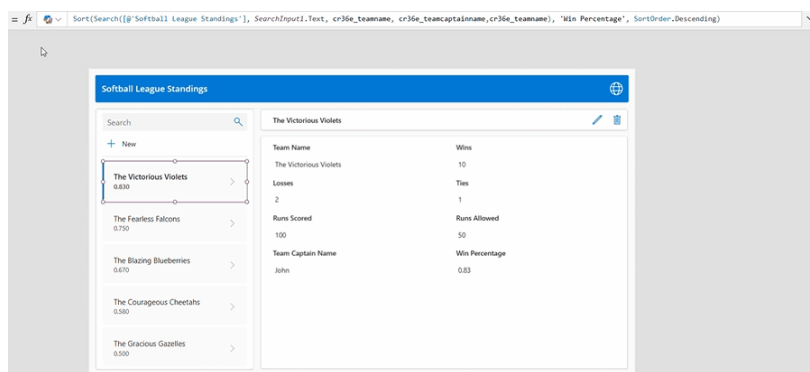 = fx Sort(Search([@'Softball League Standings'], SearchInput1.Text, cr36e_teamname, cr36e_teamcaptainname,cr36e_teamname), 'Win Percentage', SortOrder.Descending)
Softball League Standings
Search
+ New
The Victorious Violets
0.830
The Fearless Falcons
0.750
The Blazing Blueberries
0.670
The Courageous Cheetahs
0.580
The Gracious Gazelles
0.500
The Victorious Violets
Team Name Wins
The Victorious Violets 10
Losses Ties
2 1
Runs Scored Runs Allowed
100 50
Team Captain Name Win Percentage
John 0.83